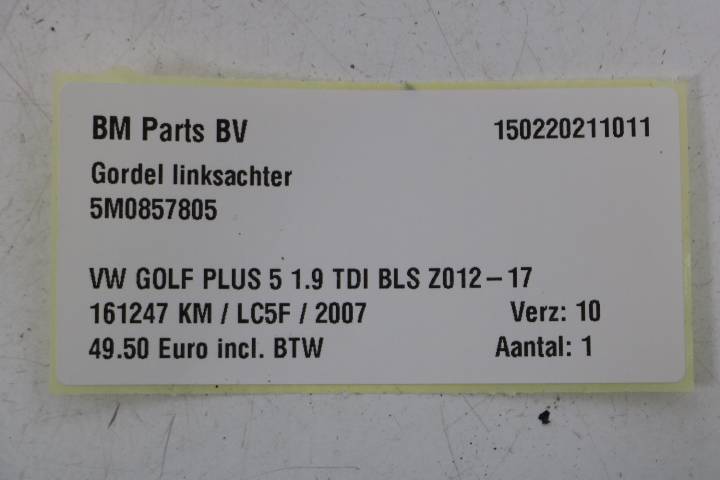 BM Parts BV 150220211011
Gordel linksachter
5M0857805
VW GOLF PLUS 5 1.9 TDI BLS Z012-17
161247 KM / LC5F / 2007 Verz: 10
49.50 Euro incl. BTW Aantal: 1